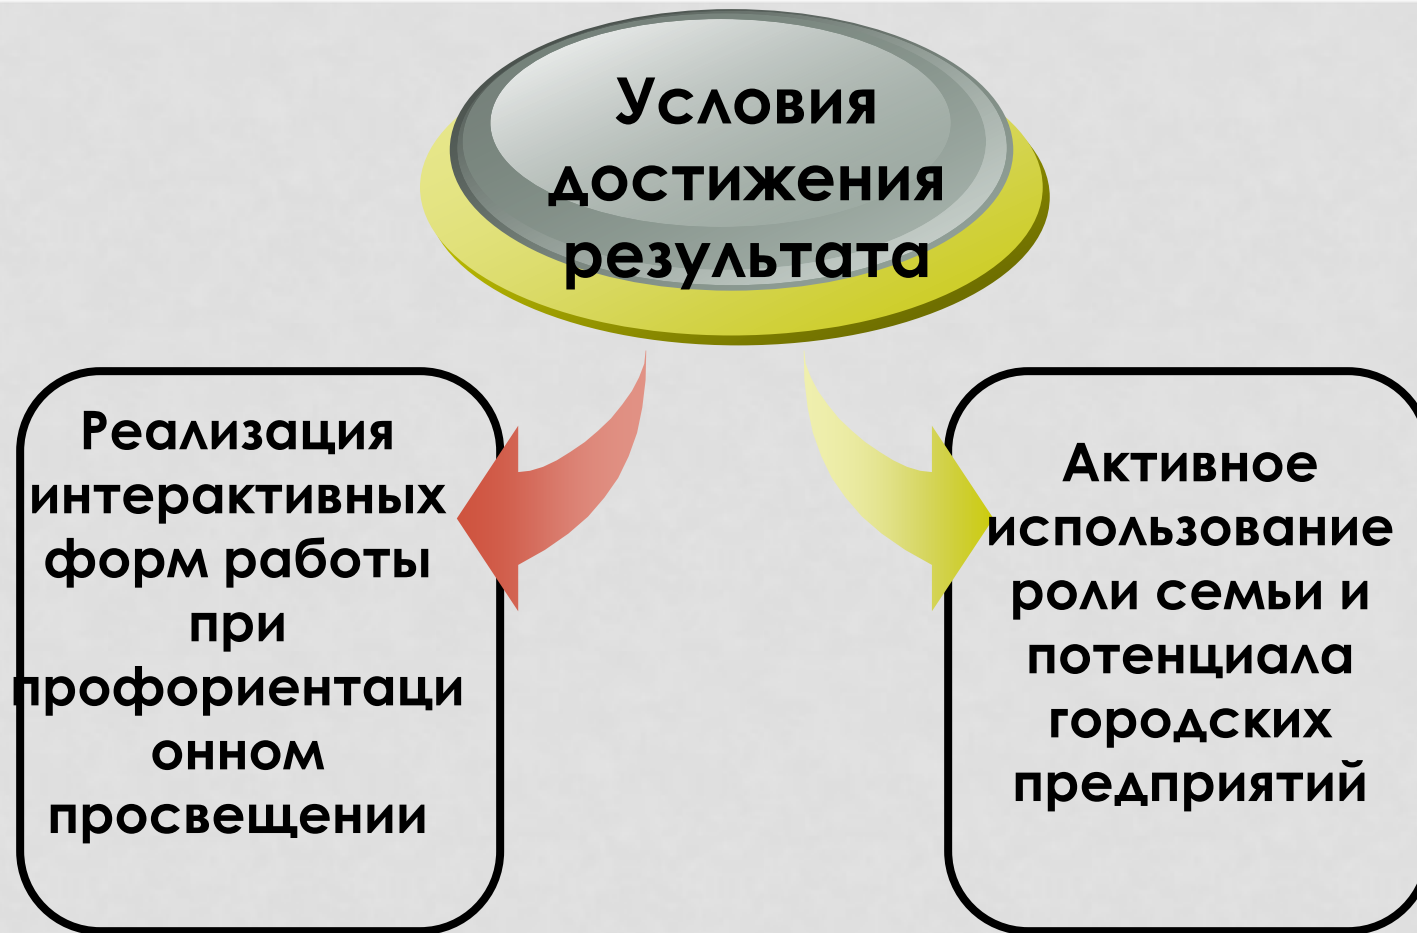 Условия
достижения
результата
Реализация
интерактивных
форм работы
при
профориентаци
онном
просвещении
Активное
использование
роли семьи и
потенциала
городских
предприятий